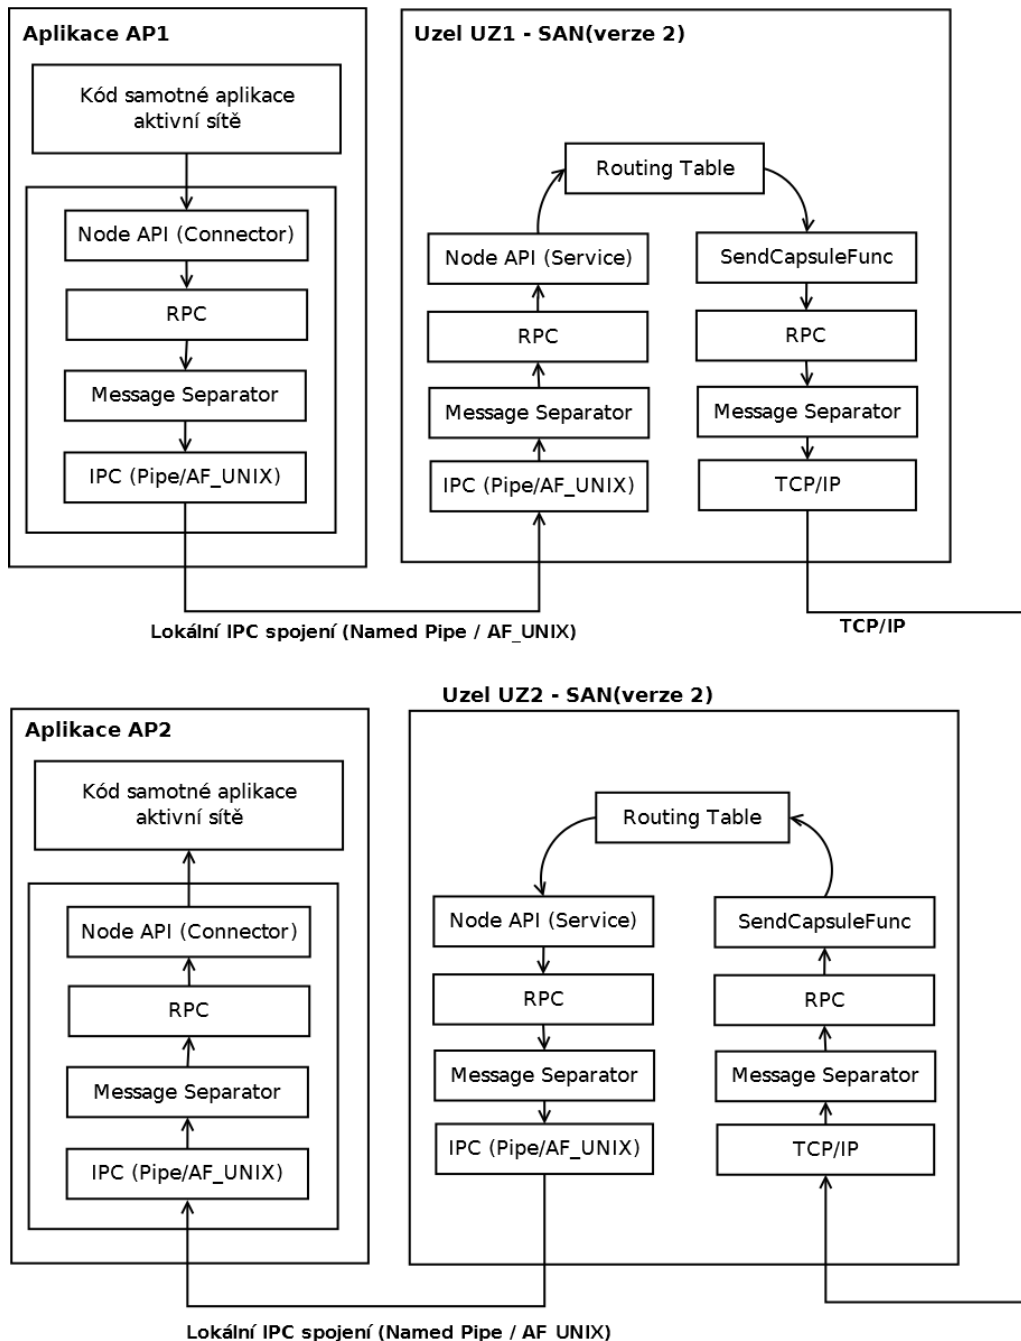 Aplikace AP1
Kód samotné aplikace
aktivní sítě
Node API (Connector)
RPC
Message Separator
IPC (Pipe/AF_UNIX)
Uzel UZ1 - SAN(verze 2)
Routing Table
Node API (Service)
RPC
Message Separator
IPC (Pipe/AF_UNIX)
SendCapsuleFunc
RPC
Message Separator
TCP/IP
Lokální IPC spojení (Named Pipe / AF_UNIX)
TCP/IP
Aplikace AP2
Kód samotné aplikace
aktivní sítě
Node API (Connector)
RPC
Message Separator
IPC (Pipe/AF_UNIX)
Uzel UZ2 - SAN(verze 2)
Routing Table
Node API (Service)
RPC
Message Separator
IPC (Pipe/AF_UNIX)
SendCapsuleFunc
RPC
Message Separator
TCP/IP
Lokální IPC spojení (Named Pipe / AF_UNIX)